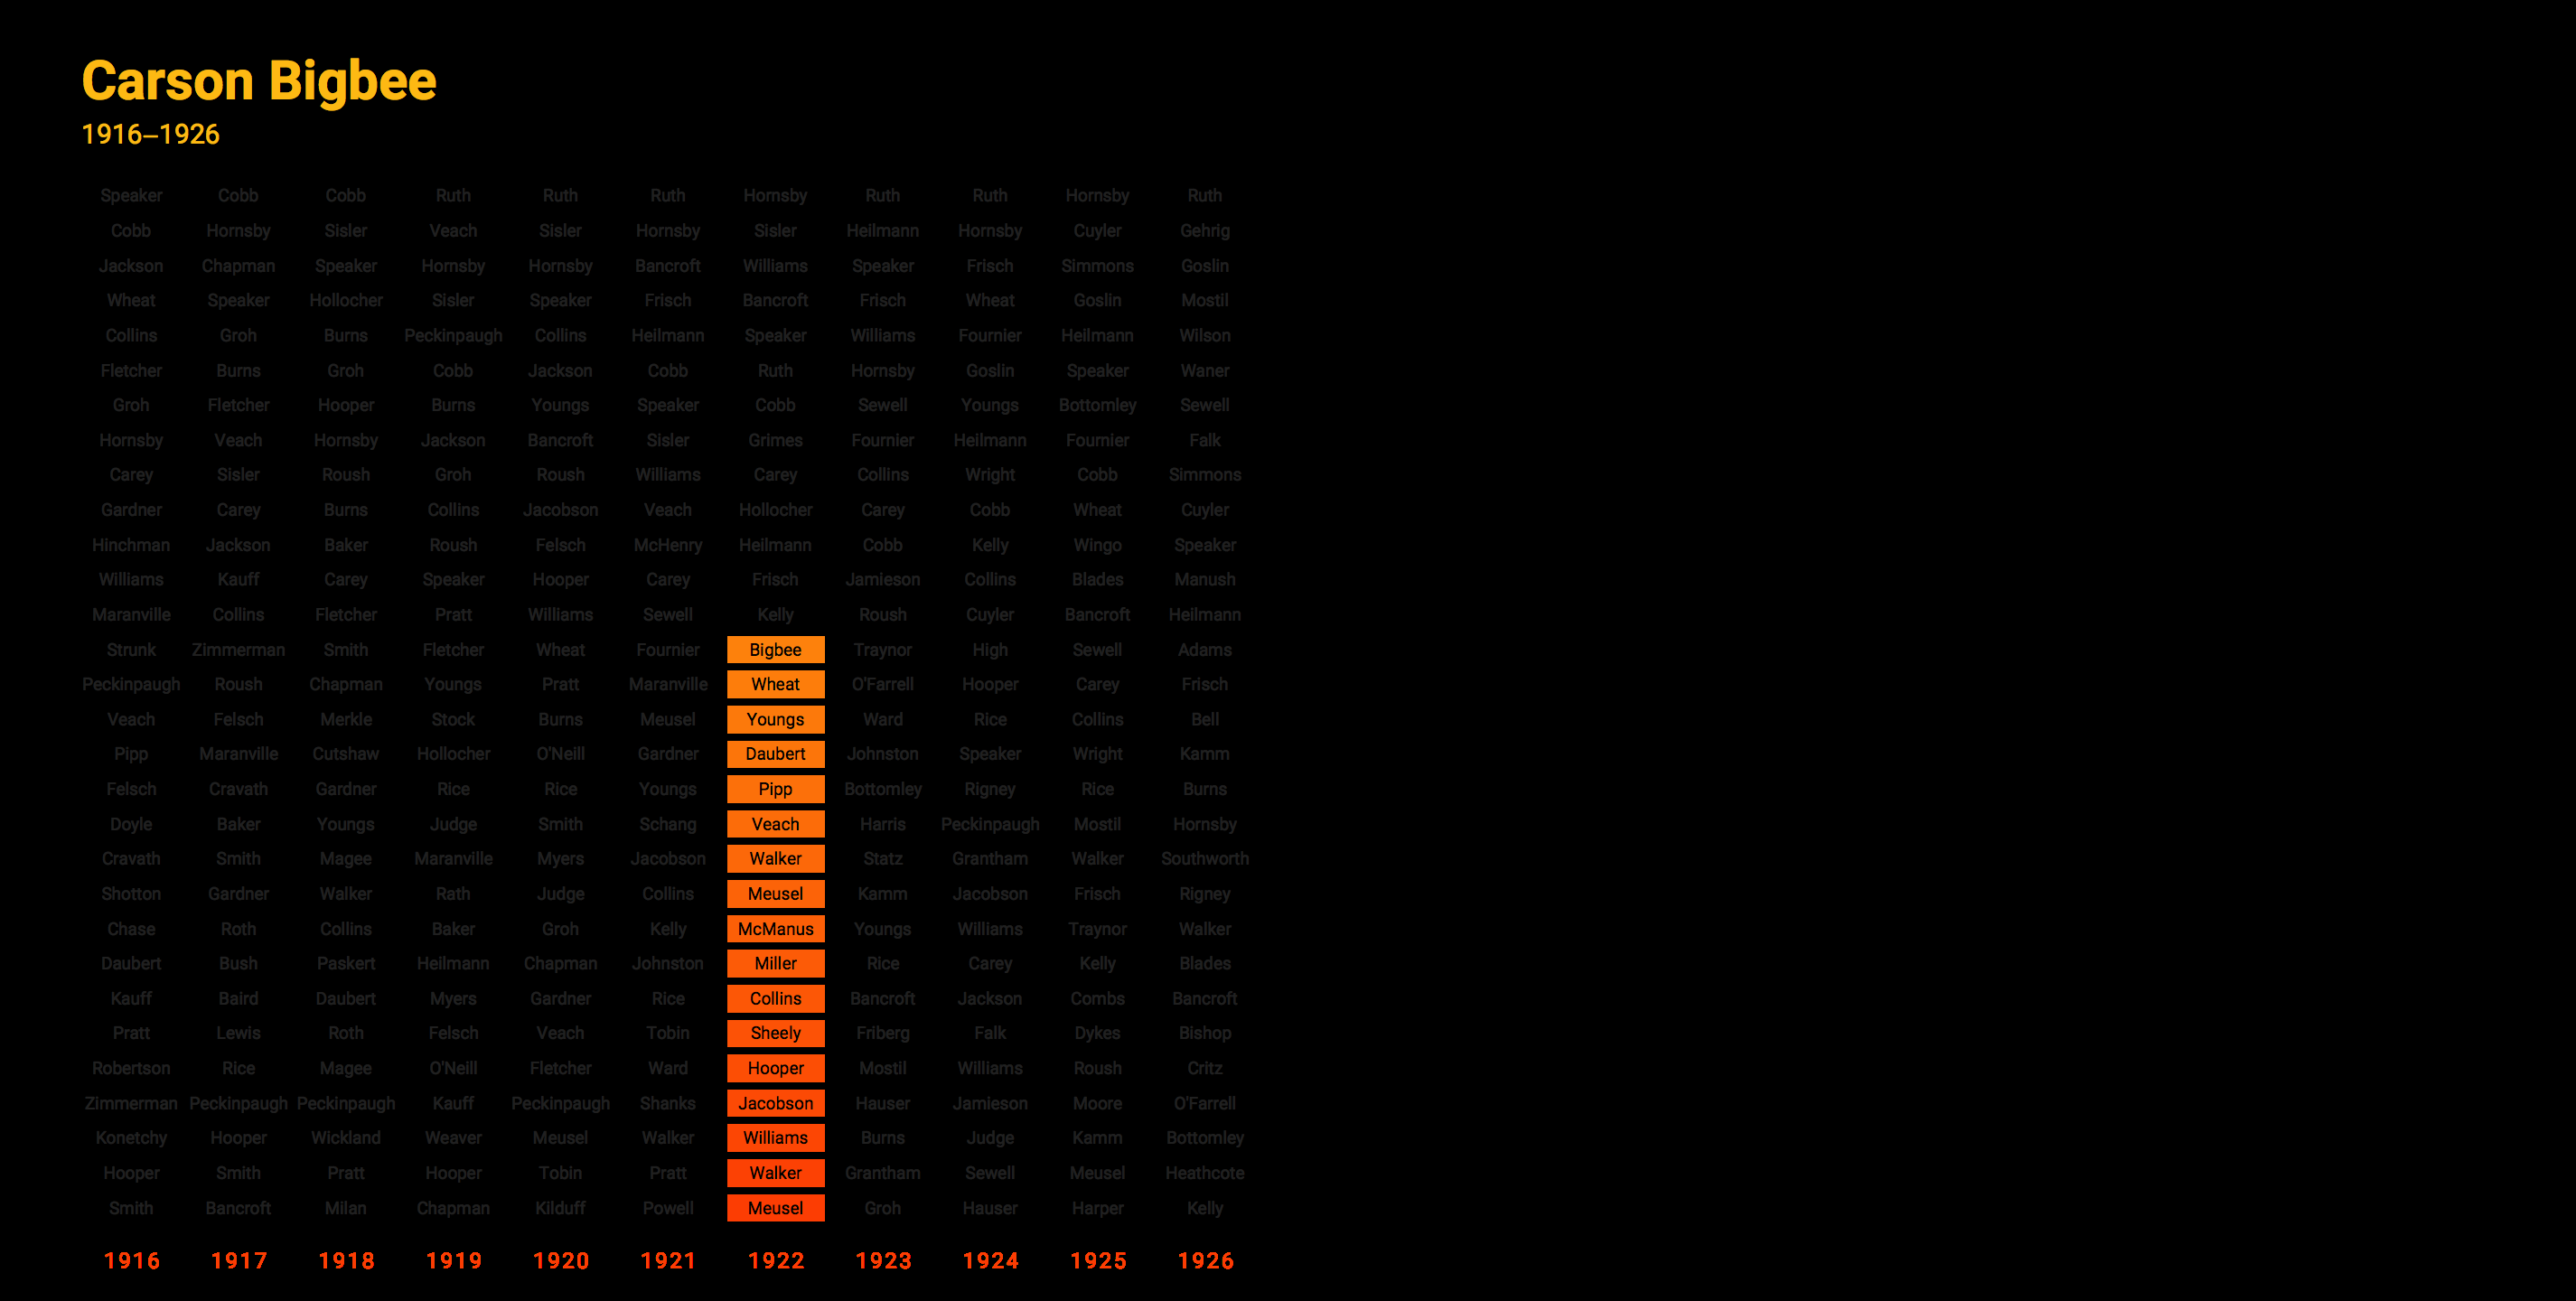 Carson Bigbee
1916–1926
Speaker Cobb Cobb Ruth Ruth Ruth Hornsby Ruth Ruth Hornsby Ruth
Cobb Hornsby Sisler Veach Sisler Hornsby Sisler Heilmann Hornsby Cuyler Gehrig
Jackson Chapman Speaker Hornsby Hornsby Bancroft Williams Speaker Frisch Simmons Goslin
Wheat Speaker Hollocher Sisler Speaker Frisch Bancroft Frisch Wheat Goslin Mostil
Collins Groh Burns Peckinpaugh Collins Heilmann Speaker Williams Fournier Heilmann Wilson
Fletcher Burns Groh Cobb Jackson Cobb Ruth Hornsby Goslin Speaker Waner
Groh Fletcher Hooper Burns Youngs Speaker Cobb Sewell Youngs Bottomley Sewell
Hornsby Veach Hornsby Jackson Bancroft Sisler Grimes Fournier Heilmann Fournier Falk
Carey Sisler Roush Groh Roush Williams Carey Collins Wright Cobb Simmons
Gardner Carey Burns Collins Jacobson Veach Hollocher Carey Cobb Wheat Cuyler
Hinchman Jackson Baker Roush Felsch McHenry Heilmann Cobb Kelly Wingo Speaker
Williams Kauff Carey Speaker Hooper Carey Frisch Jamieson Collins Blades Manush
Maranville Collins Fletcher Pratt Williams Sewell Kelly Roush Cuyler Bancroft Heilmann
Strunk Zimmerman Smith Fletcher Wheat Fournier Bigbee Traynor High Sewell Adams
Peckinpaugh Roush Chapman Youngs Pratt Maranville Wheat O'Farrell Hooper Carey Frisch
Veach Felsch Merkle Stock Burns Meusel Youngs Ward Rice Collins Bell
Pipp Maranville Cutshaw Hollocher O'Neill Gardner Daubert Johnston Speaker Wright Kamm
Felsch Cravath Gardner Rice Rice Youngs Pipp Bottomley Rigney Rice Burns
Doyle Baker Youngs Judge Smith Schang Veach Harris Peckinpaugh Mostil Hornsby
Cravath Smith Magee Maranville Myers Jacobson Walker Statz Grantham Walker Southworth
Shotton Gardner Walker Rath Judge Collins Meusel Kamm Jacobson Frisch Rigney
Chase Roth Collins Baker Groh Kelly McManus Youngs Williams Traynor Walker
Daubert Bush Paskert Heilmann Chapman Johnston Miller Rice Carey Kelly Blades
Kauff Baird Daubert Myers Gardner Rice Collins Bancroft Jackson Combs Bancroft
Pratt Lewis Roth Felsch Veach Tobin Sheely Friberg Falk Dykes Bishop
Robertson Rice Magee O'Neill Fletcher Ward Hooper Mostil Williams Roush Critz
Zimmerman Peckinpaugh Peckinpaugh Kauff Peckinpaugh Shanks Jacobson Hauser Jamieson Moore O'Farrell
Konetchy Hooper Wickland Weaver Meusel Walker Williams Burns Judge Kamm Bottomley
Hooper Smith Pratt Hooper Tobin Pratt Walker Grantham Sewell Meusel Heathcote
Smith Bancroft Milan Chapman Kilduff Powell Meusel Groh Hauser Harper Kelly
1916 1917 1918 1919 1920 1921 1922 1923 1924 1925 1926